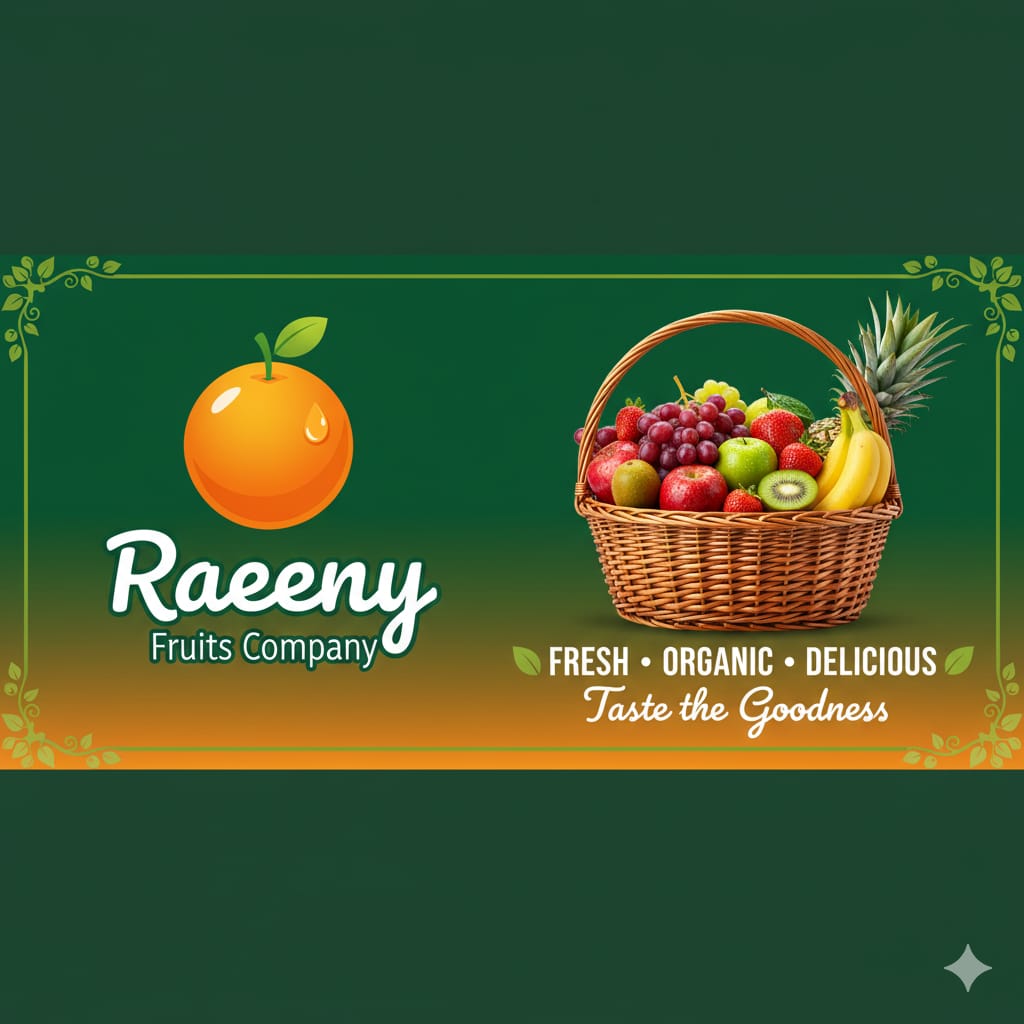 Raeeny
Fruits Company
FRESH • ORGANIC • DELICIOUS
Taste the Goodness